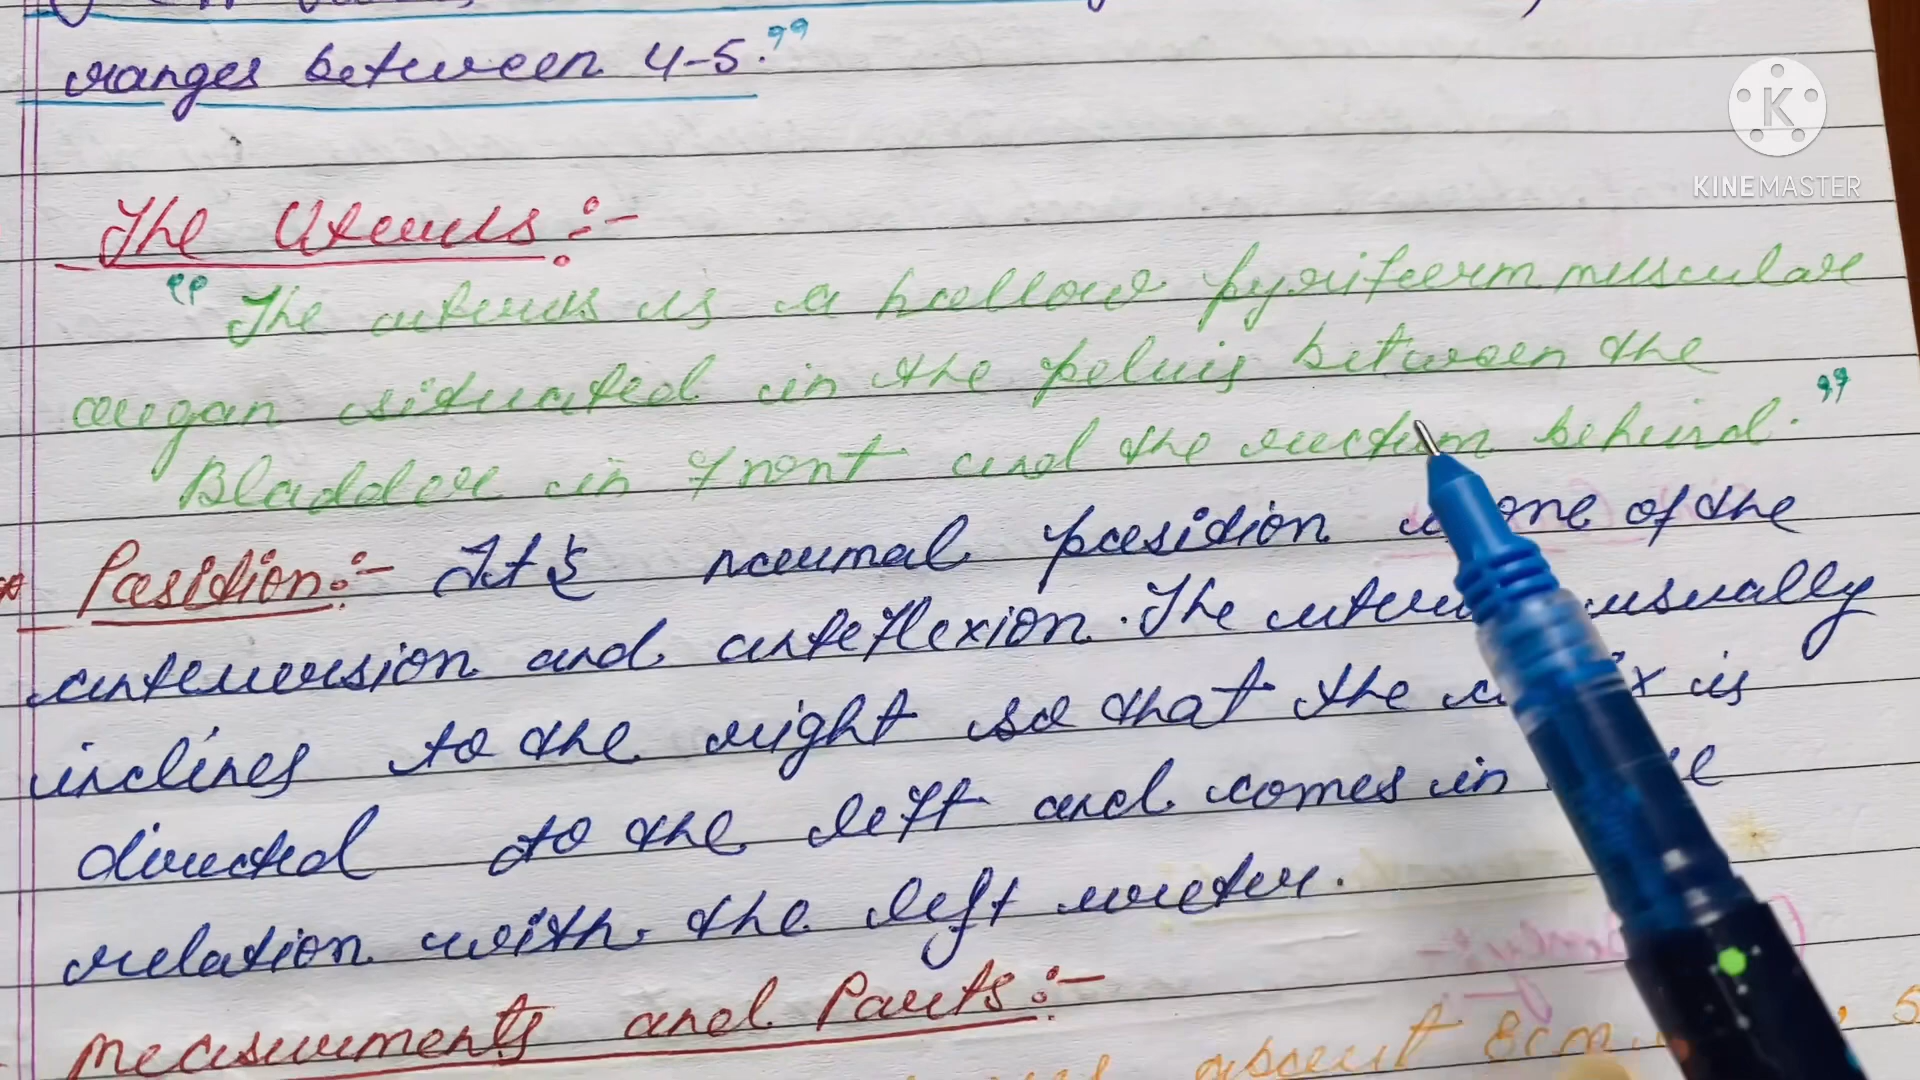 ranges between 4-5."
KINEMASTER
The Uterus:-
"The uterus is a hollow pyriform muscular
organ situated in the pelvis between the
Bladder in front and the rectum behind."
Position:- It's normal position is one of the
anteversion and anteflexion. The uterus usually
inclines to the right so that the cervix is
directed to the left and comes in
relation with the left ureter.
Measurments and Parts:-
about 8cm